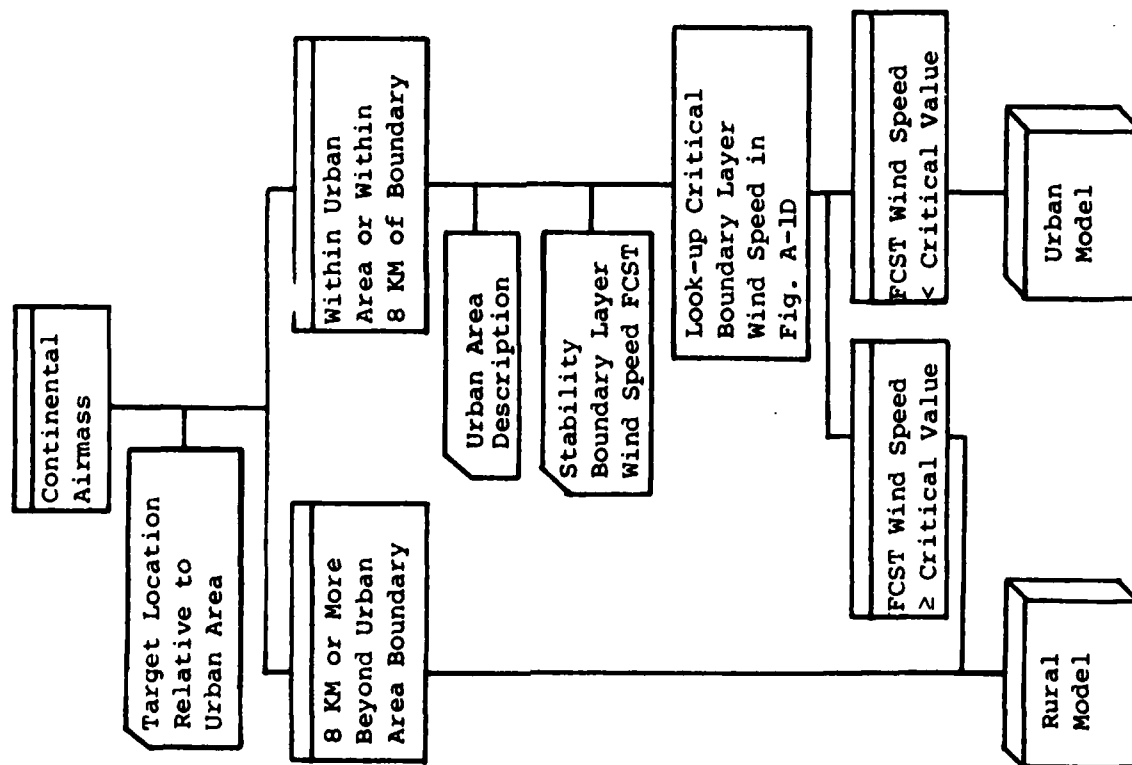 Continental
Airmass
Target Location
Relative to
Urban Area
8 KM or More
Beyond Urban
Area Boundary
Within Urban
Area or Within
8 KM of Boundary
Urban Area
Description
Stability
Boundary Layer
Wind Speed FCST
Look-up Critical
Boundary Layer
Wind Speed in
Fig. A-1D
FCST Wind Speed
≥ Critical Value
FCST Wind Speed
< Critical Value
Rural
Model
Urban
Model